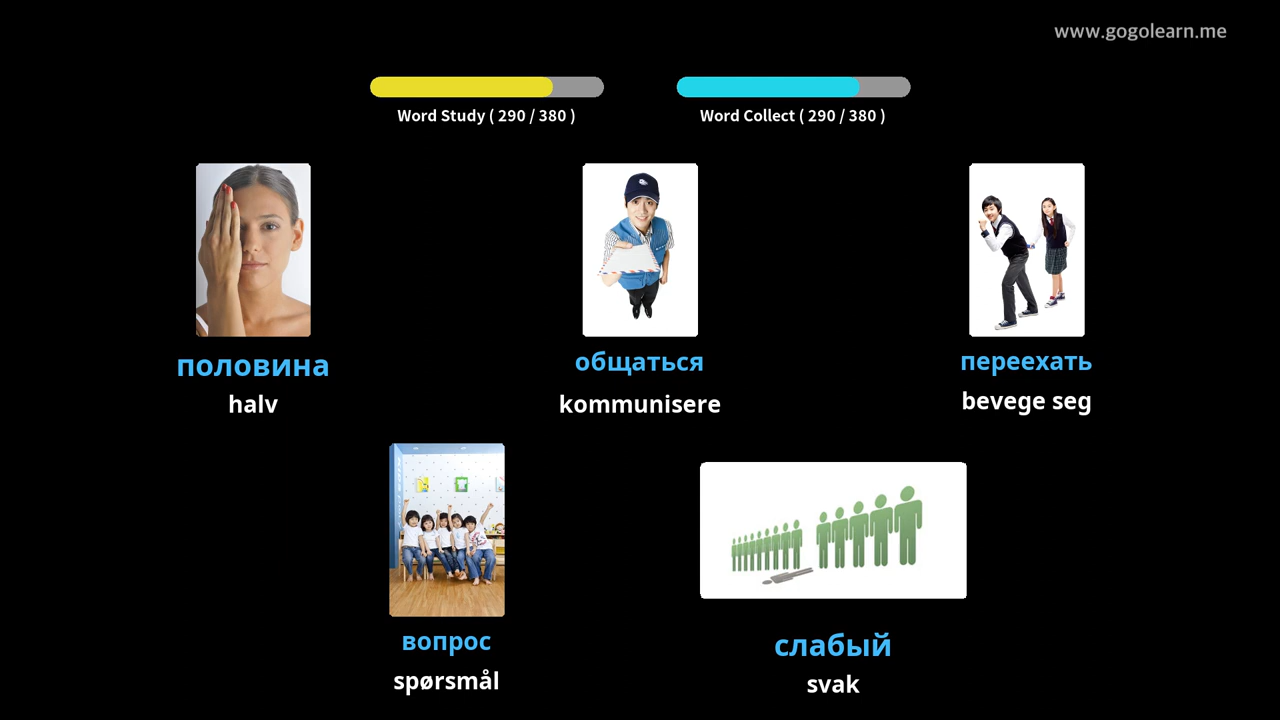 www.gogolearn.me
Word Study ( 290 / 380 )
Word Collect ( 290 / 380 )
половина
halv
общаться
kommunisere
переехать
bevege seg
вопрос
spørsmål
слабый
svak